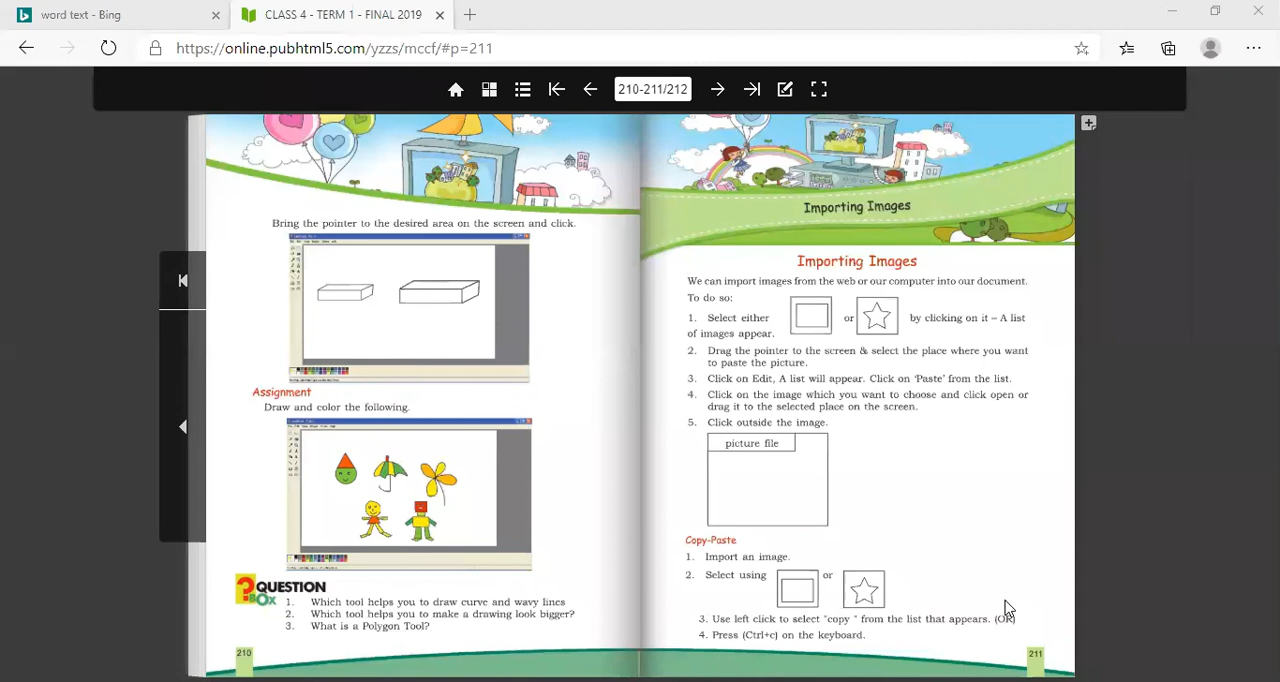 word text - Bing
CLASS 4 - TERM 1 - FINAL 2019
https://online.pubhtml5.com/yzzs/mccf/#p=211
210-211/212
Bring the pointer to the desired area on the screen and click.
Assignment
Draw and color the following.
?QUESTION
BOX
1. Which tool helps you to draw curve and wavy lines
2. Which tool helps you to make a drawing look bigger?
3. What is a Polygon Tool?
210
Importing Images
Importing Images
We can import images from the web or our computer into our document.
To do so:
1. Select either or by clicking on it – A list
of images appear.
2. Drag the pointer to the screen & select the place where you want
to paste the picture.
3. Click on Edit, A list will appear. Click on 'Paste' from the list.
4. Click on the image which you want to choose and click open or
drag it to the selected place on the screen.
5. Click outside the image.
picture file
Copy-Paste
1. Import an image.
2. Select using or
3. Use left click to select "copy " from the list that appears. (OR)
4. Press (Ctrl+c) on the keyboard.
211